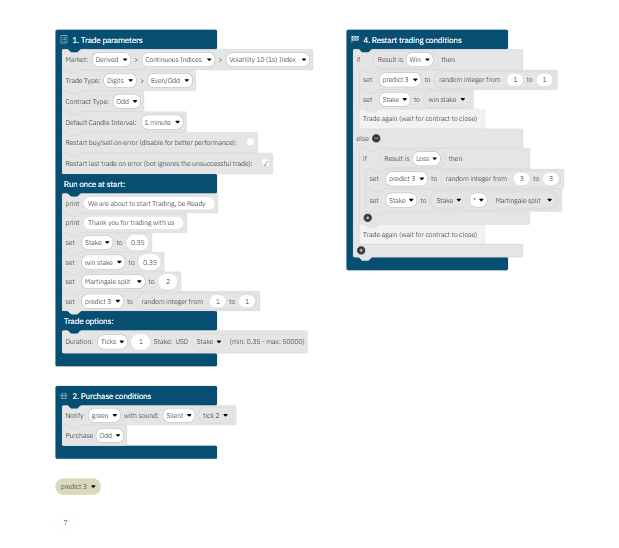 1. Trade parameters
Market: Derived > Continuous Indices > Volatility 10 (1s) Index
Trade Type: Digits > Even/Odd
Contract Type: Odd
Default Candle Interval: 1 minute
Restart buy/sell on error (disable for better performance):
Restart last trade on error (bot ignores the unsuccessful trade): ✓
Run once at start:
print We are about to start Trading, be Ready
print Thank you for trading with us
set Stake to 0.35
set win stake to 0.35
set Martingale split to 2
set predict 3 to random integer from 1 to 1
Trade options:
Duration: Ticks 1 Stake: USD Stake (min: 0.35 - max: 50000)
2. Purchase conditions
Notify green with sound: Silent tick 2
Purchase Odd
predict 3
7
4. Restart trading conditions
if Result is Win then
set predict 3 to random integer from 1 to 1
set Stake to win stake
Trade again (wait for contract to close)
else
if Result is Loss then
set predict 3 to random integer from 3 to 3
set Stake to Stake * Martingale split
Trade again (wait for contract to close)